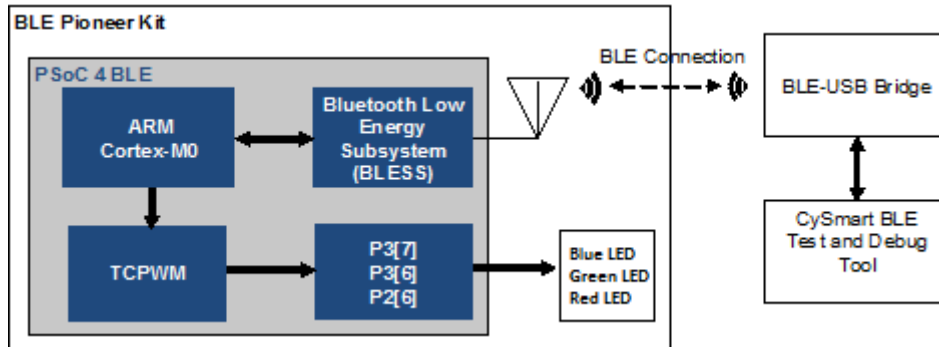 BLE Pioneer Kit
PSoC 4 BLE
ARM
Cortex-M0
Bluetooth Low
Energy
Subsystem
(BLESS)
TCPWM
P3[7]
P3[6]
P2[6]
Blue LED
Green LED
Red LED
BLE Connection
BLE-USB Bridge
CySmart BLE
Test and Debug
Tool